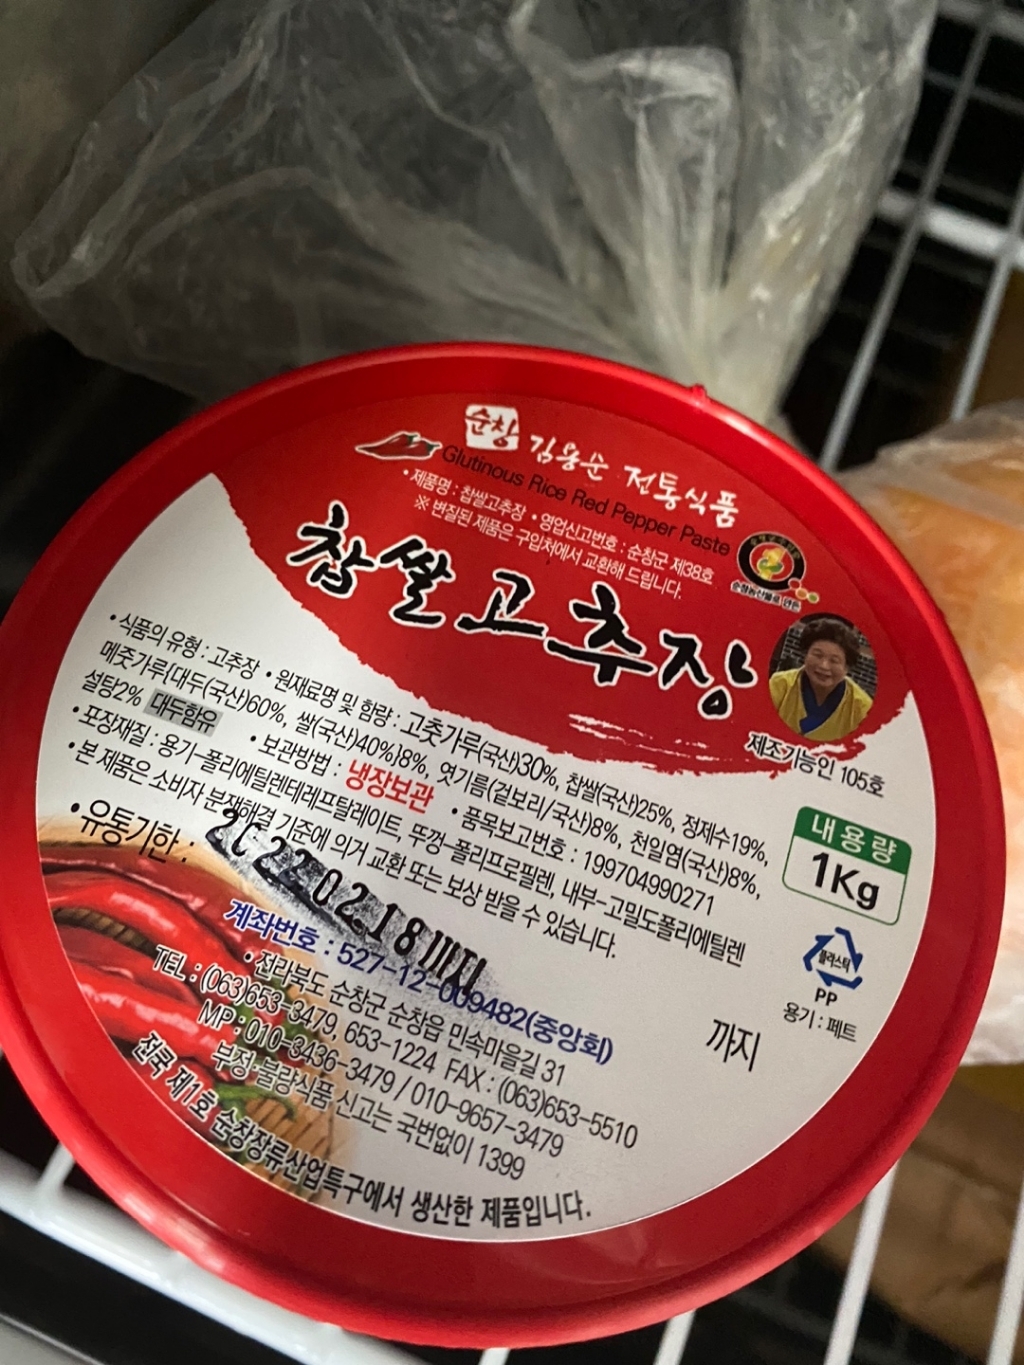 순창 김용순 전통식품
Glutinous Rice Red Pepper Paste
• 제품명 : 찹쌀고추장 • 영업신고번호 : 순창군 제38호
※ 변질된 제품은 구입처에서 교환해 드립니다.
찹쌀고추장
제조기능인 105호
• 식품의 유형 : 고추장 • 원재료명 및 함량 : 고춧가루(국산)30%, 찹쌀(국산)25%, 정제수19%,
메줏가루{대두(국산)60%, 쌀(국산)40%}8%, 엿기름(겉보리/국산)8%, 천일염(국산)8%,
설탕2% 대두함유 • 보관방법 : 냉장보관 • 품목보고번호 : 199704990271
• 포장재질 : 용기-폴리에틸렌테레프탈레이트, 뚜껑-폴리프로필렌, 내부-고밀도폴리에틸렌
• 본 제품은 소비자 분쟁해결 기준에 의거 교환 또는 보상 받을 수 있습니다.
• 유통기한 : 2022.02.18까지 까지
내용량
1Kg
플라스틱
PP
용기 : 페트
계좌번호 : 527-12-009482(중앙회)
• 전라북도 순창군 순창읍 민속마을길 31
TEL : (063)653-3479, 653-1224 FAX : (063)653-5510
MP : 010-3436-3479 / 010-9657-3479
부정·불량식품 신고는 국번없이 1399
전국 제1호 순창장류산업특구에서 생산한 제품입니다.